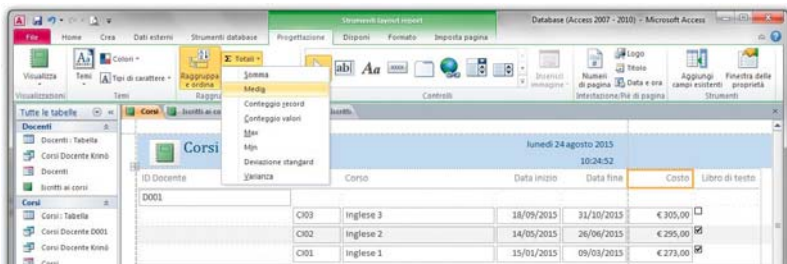 Strumenti layout report
Database (Access 2007 - 2010) - Microsoft Access
File Home Crea Dati esterni Strumenti database Progettazione Disponi Formato Imposta pagina
Visualizza
Temi
Colori
Tipi di carattere
Raggruppa
e ordina
Σ Totali
Somma
Media
Conteggio record
Conteggio valori
Max
Min
Deviazione standard
Varianza
ab| Aa
Inserisci
immagine
Numeri
di pagina
Logo
Titolo
Data e ora
Aggiungi
campi esistenti
Finestra delle
proprietà
Visualizzazioni Temi Controlli Intestazione/Piè di pagina Strumenti
Tutte le tabelle
Docenti
Docenti : Tabella
Corsi Docente Krinò
Docenti
Iscritti ai corsi
Corsi
Corsi : Tabella
Corsi Docente D001
Corsi Docente Krinò
Corsi
Corsi
Corsi
lunedì 24 agosto 2015
10:24:52
ID Docente Corso Data inizio Data fine Costo Libro di testo
D001
CI03 Inglese 3 18/09/2015 31/10/2015 € 305,00
CI02 Inglese 2 14/05/2015 26/06/2015 € 295,00
CI01 Inglese 1 15/01/2015 09/03/2015 € 273,00